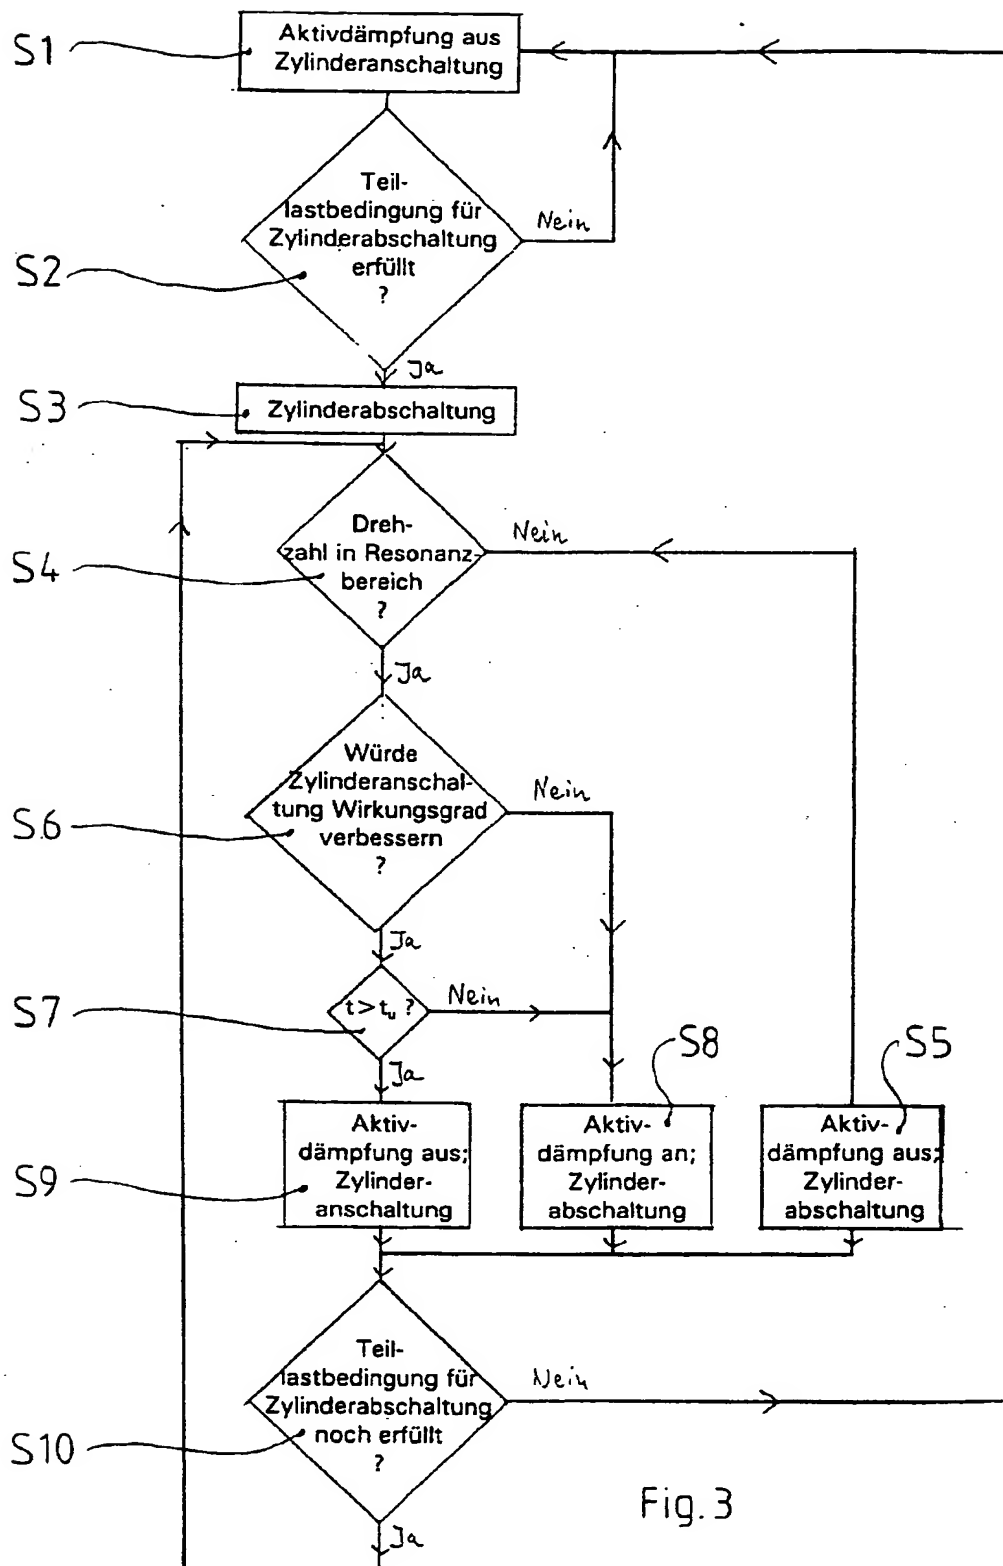 S1
Aktivdämpfung aus
Zylinderanschaltung
Teil-
lastbedingung für
Zylinderabschaltung
erfüllt
?
Nein
S2
Ja
S3
Zylinderabschaltung
Dreh-
zahl in Resonanz-
bereich
?
Nein
S4
Ja
Würde
Zylinderanschal-
tung Wirkungsgrad
verbessern
?
Nein
S6
Ja
S7
t > tᵤ ?
Nein
Ja
S8
S5
Aktiv-
dämpfung aus;
Zylinder-
anschaltung
S9
Aktiv-
dämpfung an;
Zylinder-
abschaltung
Aktiv-
dämpfung aus;
Zylinder-
abschaltung
Teil-
lastbedingung für
Zylinderabschaltung
noch erfüllt
?
Nein
S10
Ja
Fig. 3